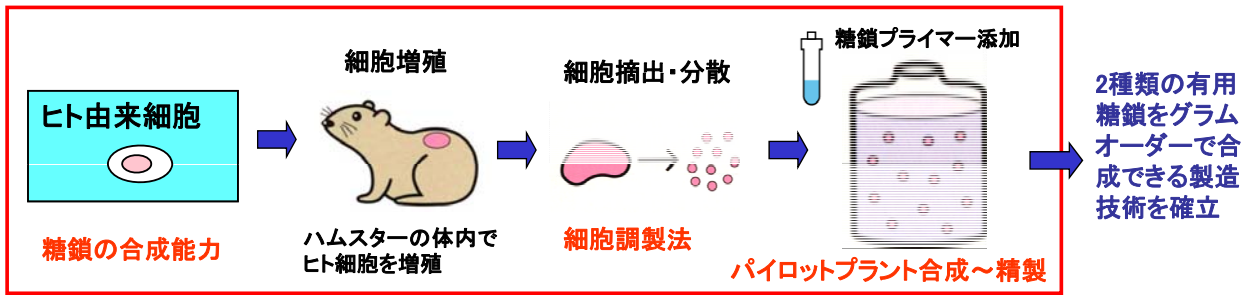 ヒト由来細胞
糖鎖の合成能力
細胞増殖
ハムスターの体内で
ヒト細胞を増殖
細胞摘出・分散
細胞調製法
糖鎖プライマー添加
パイロットプラント合成～精製
2種類の有用
糖鎖をグラム
オーダーで合
成できる製造
技術を確立